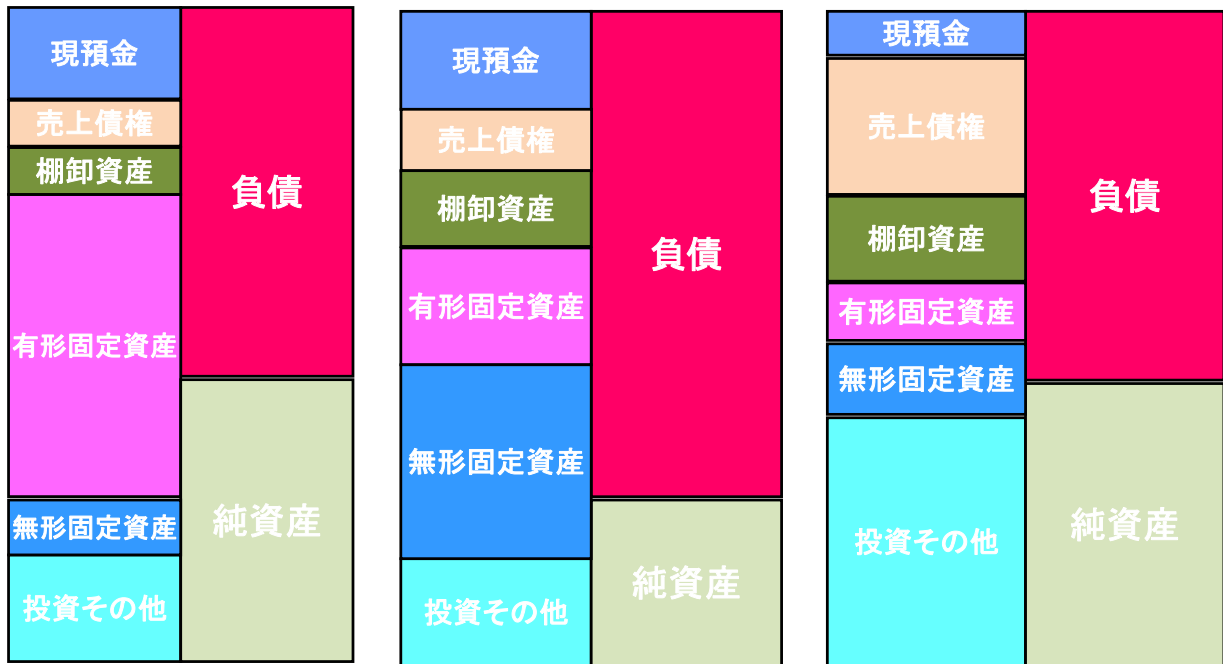 現預金
売上債権
棚卸資産
有形固定資産
無形固定資産
投資その他
負債
純資産
現預金
売上債権
棚卸資産
有形固定資産
無形固定資産
投資その他
負債
純資産
現預金
売上債権
棚卸資産
有形固定資産
無形固定資産
投資その他
負債
純資産